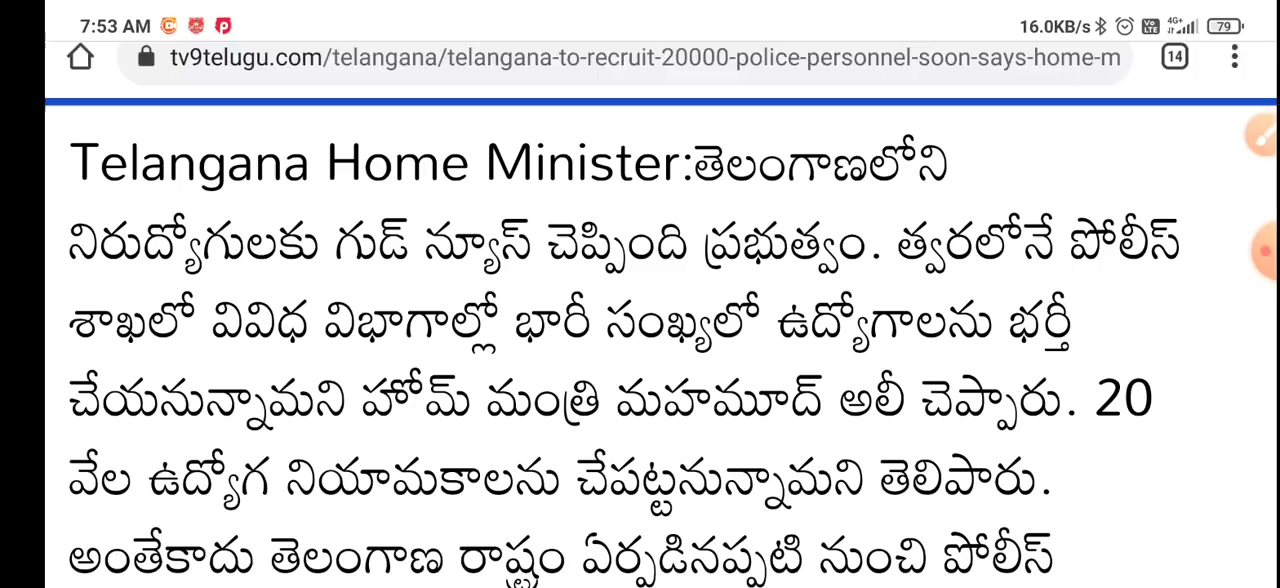 7:53 AM 16.0KB/s 4G+ 79
tv9telugu.com/telangana/telangana-to-recruit-20000-police-personnel-soon-says-home-m 14
Telangana Home Minister:తెలంగాణలోని
నిరుద్యోగులకు గుడ్ న్యూస్ చెప్పింది ప్రభుత్వం. త్వరలోనే పోలీస్
శాఖలో వివిధ విభాగాల్లో భారీ సంఖ్యలో ఉద్యోగాలను భర్తీ
చేయనున్నామని హోమ్ మంత్రి మహమూద్ అలీ చెప్పారు. 20
వేల ఉద్యోగ నియామకాలను చేపట్టనున్నామని తెలిపారు.
అంతేకాదు తెలంగాణ రాష్ట్రం ఏర్పడినప్పటి నుంచి పోలీస్